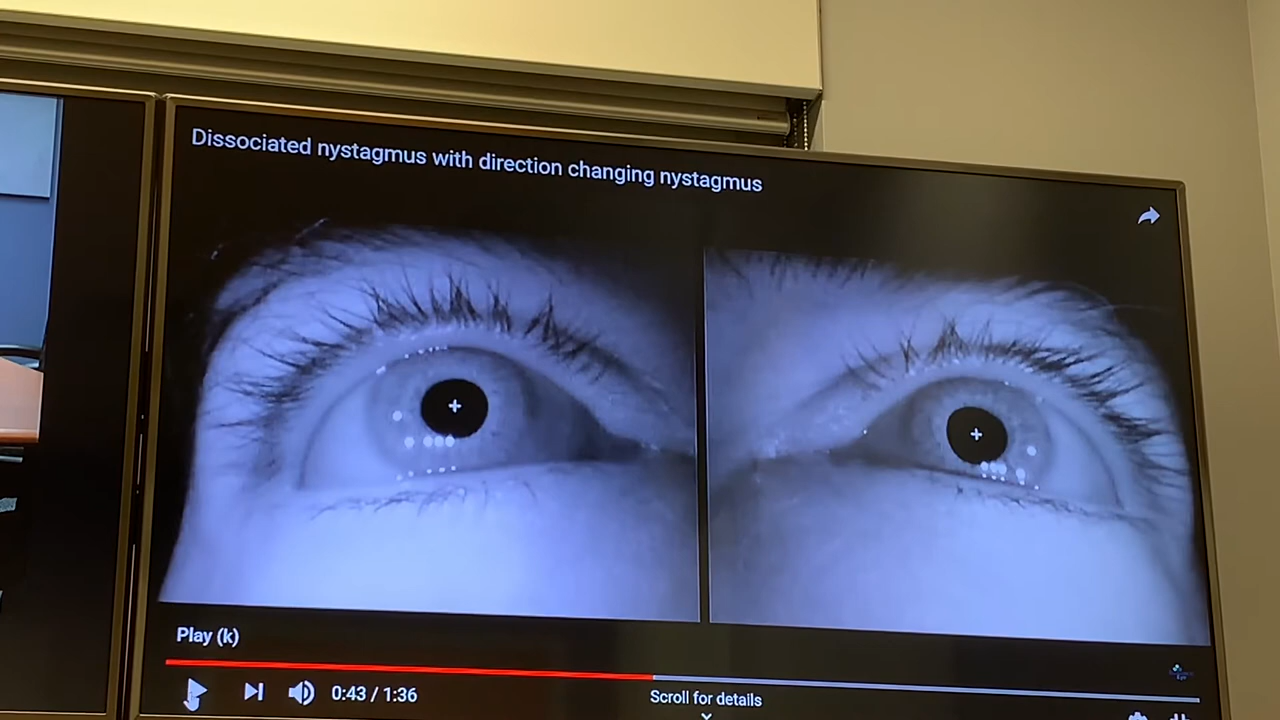 Dissociated nystagmus with direction changing nystagmus
Play (k)
0:43 / 1:36
Scroll for details